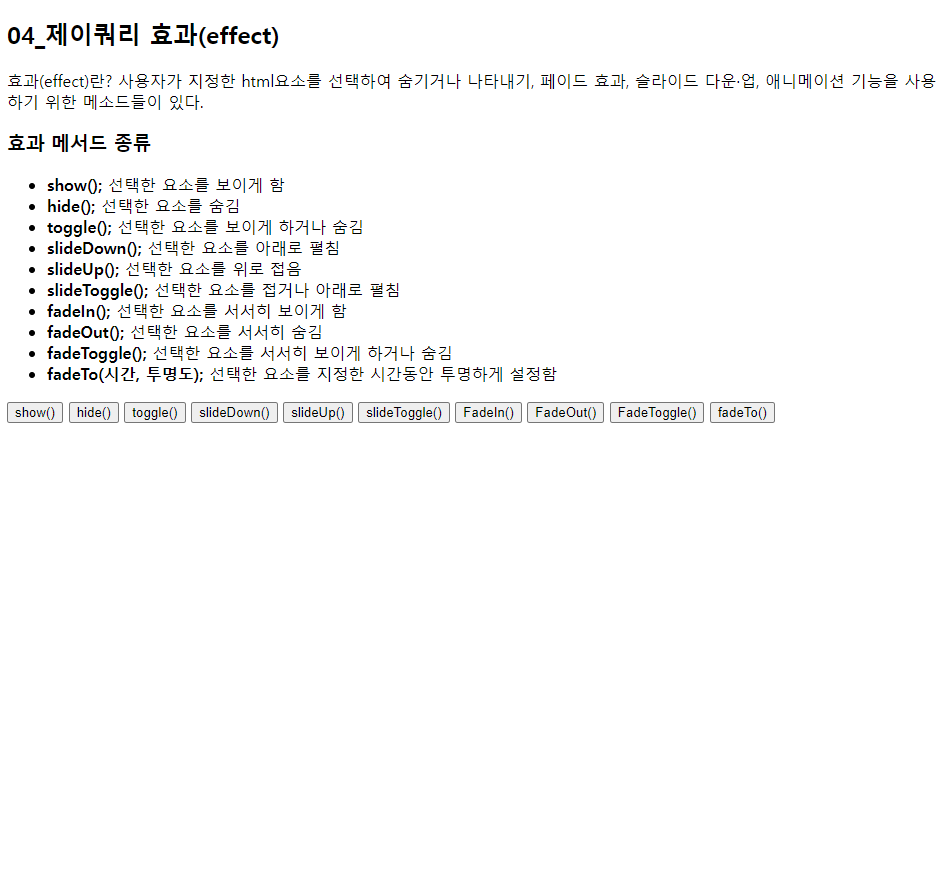 04_제이쿼리 효과(effect)
효과(effect)란? 사용자가 지정한 html요소를 선택하여 숨기거나 나타내기, 페이드 효과, 슬라이드 다운·업, 애니메이션 기능을 사용
하기 위한 메소드들이 있다.
효과 메서드 종류
• show(); 선택한 요소를 보이게 함
• hide(); 선택한 요소를 숨김
• toggle(); 선택한 요소를 보이게 하거나 숨김
• slideDown(); 선택한 요소를 아래로 펼침
• slideUp(); 선택한 요소를 위로 접음
• slideToggle(); 선택한 요소를 접거나 아래로 펼침
• fadeIn(); 선택한 요소를 서서히 보이게 함
• fadeOut(); 선택한 요소를 서서히 숨김
• fadeToggle(); 선택한 요소를 서서히 보이게 하거나 숨김
• fadeTo(시간, 투명도); 선택한 요소를 지정한 시간동안 투명하게 설정함
show() hide() toggle() slideDown() slideUp() slideToggle() FadeIn() FadeOut() FadeToggle() fadeTo()